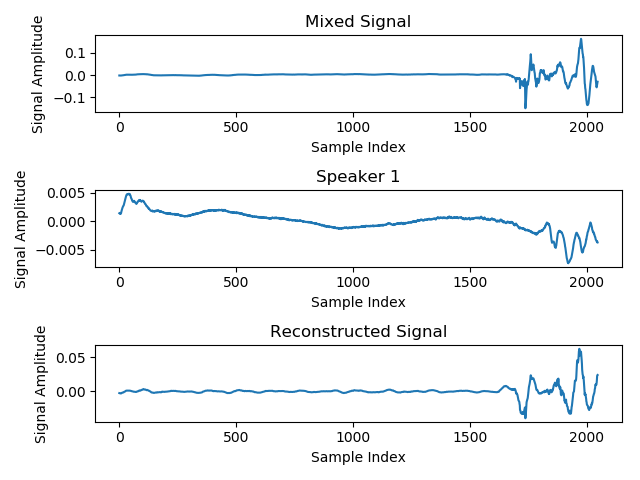 Mixed Signal
Signal Amplitude
0.1
0.0
−0.1
0 500 1000 1500 2000
Sample Index
Speaker 1
Signal Amplitude
0.005
0.000
−0.005
0 500 1000 1500 2000
Sample Index
Reconstructed Signal
Signal Amplitude
0.05
0.00
0 500 1000 1500 2000
Sample Index